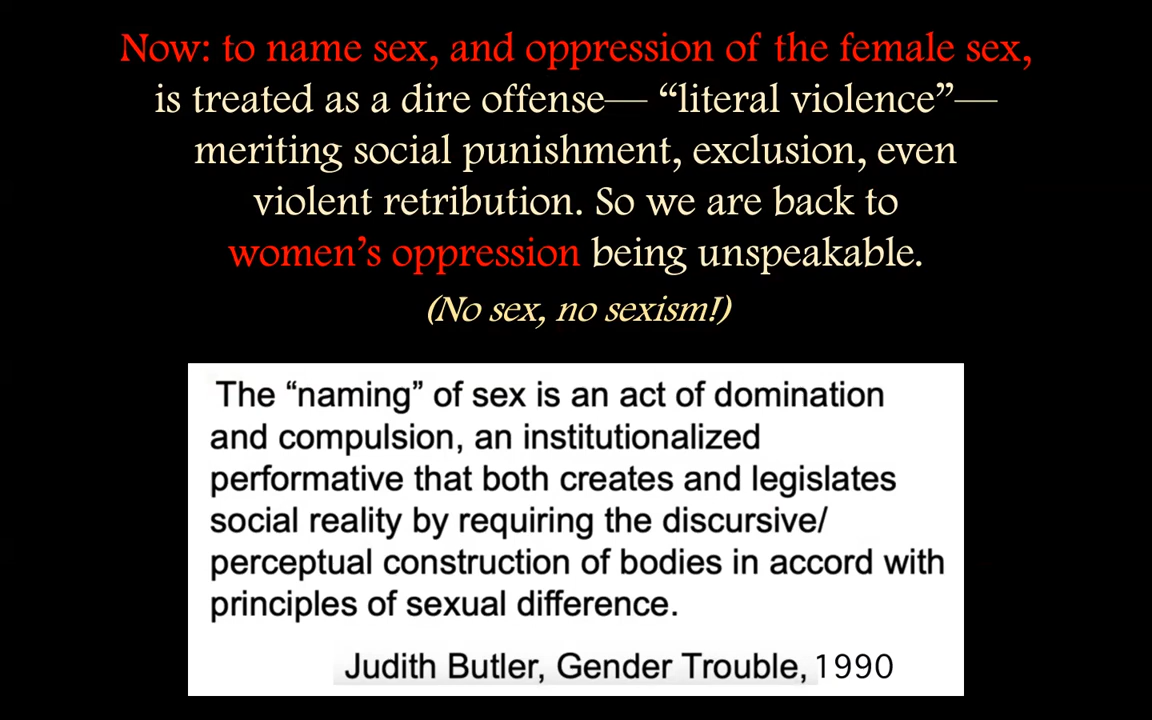 Now: to name sex, and oppression of the female sex,
is treated as a dire offense— “literal violence”—
meriting social punishment, exclusion, even
violent retribution. So we are back to
women’s oppression being unspeakable.
(No sex, no sexism!)
The “naming” of sex is an act of domination
and compulsion, an institutionalized
performative that both creates and legislates
social reality by requiring the discursive/
perceptual construction of bodies in accord with
principles of sexual difference.
Judith Butler, Gender Trouble, 1990